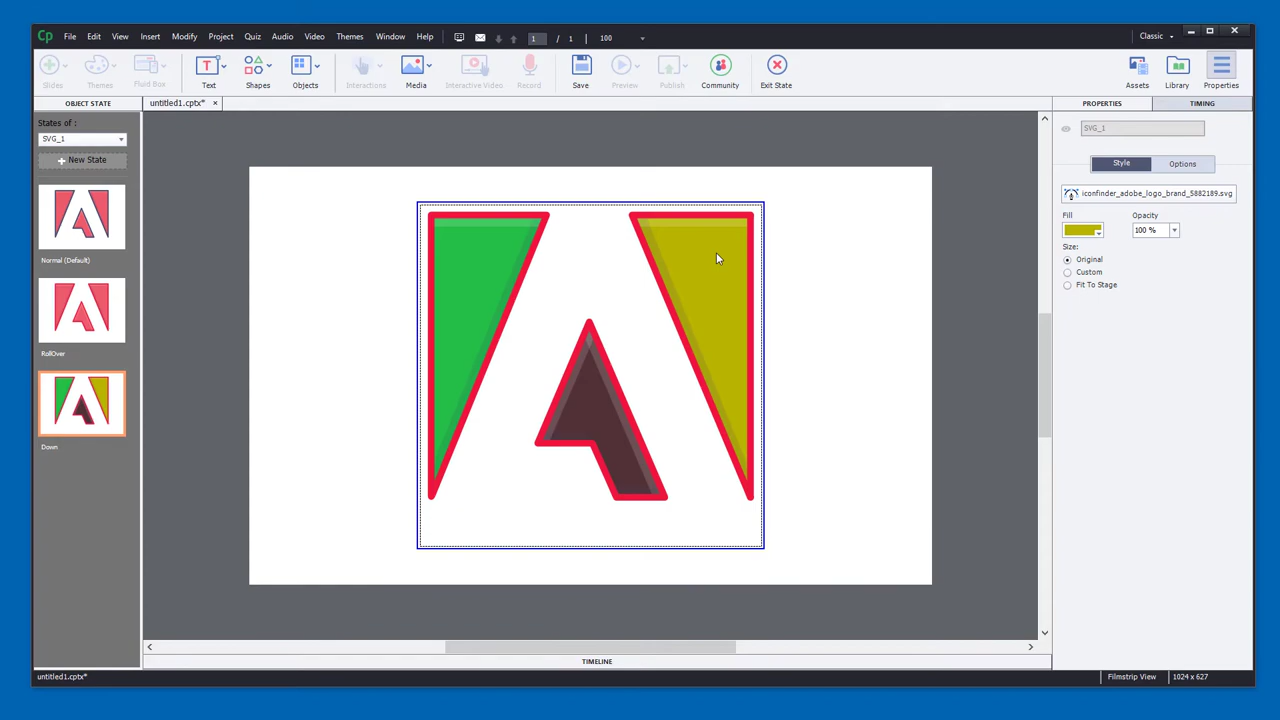 Cp File Edit View Insert Modify Project Quiz Audio Video Themes Window Help 1 / 1 100 Classic
Slides Themes Fluid Box Text Shapes Objects Interactions Media Interactive Video Record Save Preview Publish Community Exit State Assets Library Properties
OBJECT STATE untitled1.cptx* × PROPERTIES TIMING
States of :
SVG_1
New State
Normal (Default)
RollOver
Down
SVG_1
Style Options
iconfinder_adobe_logo_brand_5882189.svg
Fill Opacity
100 %
Size:
Original
Custom
Fit To Stage
TIMELINE
untitled1.cptx* Filmstrip View 1024 x 627